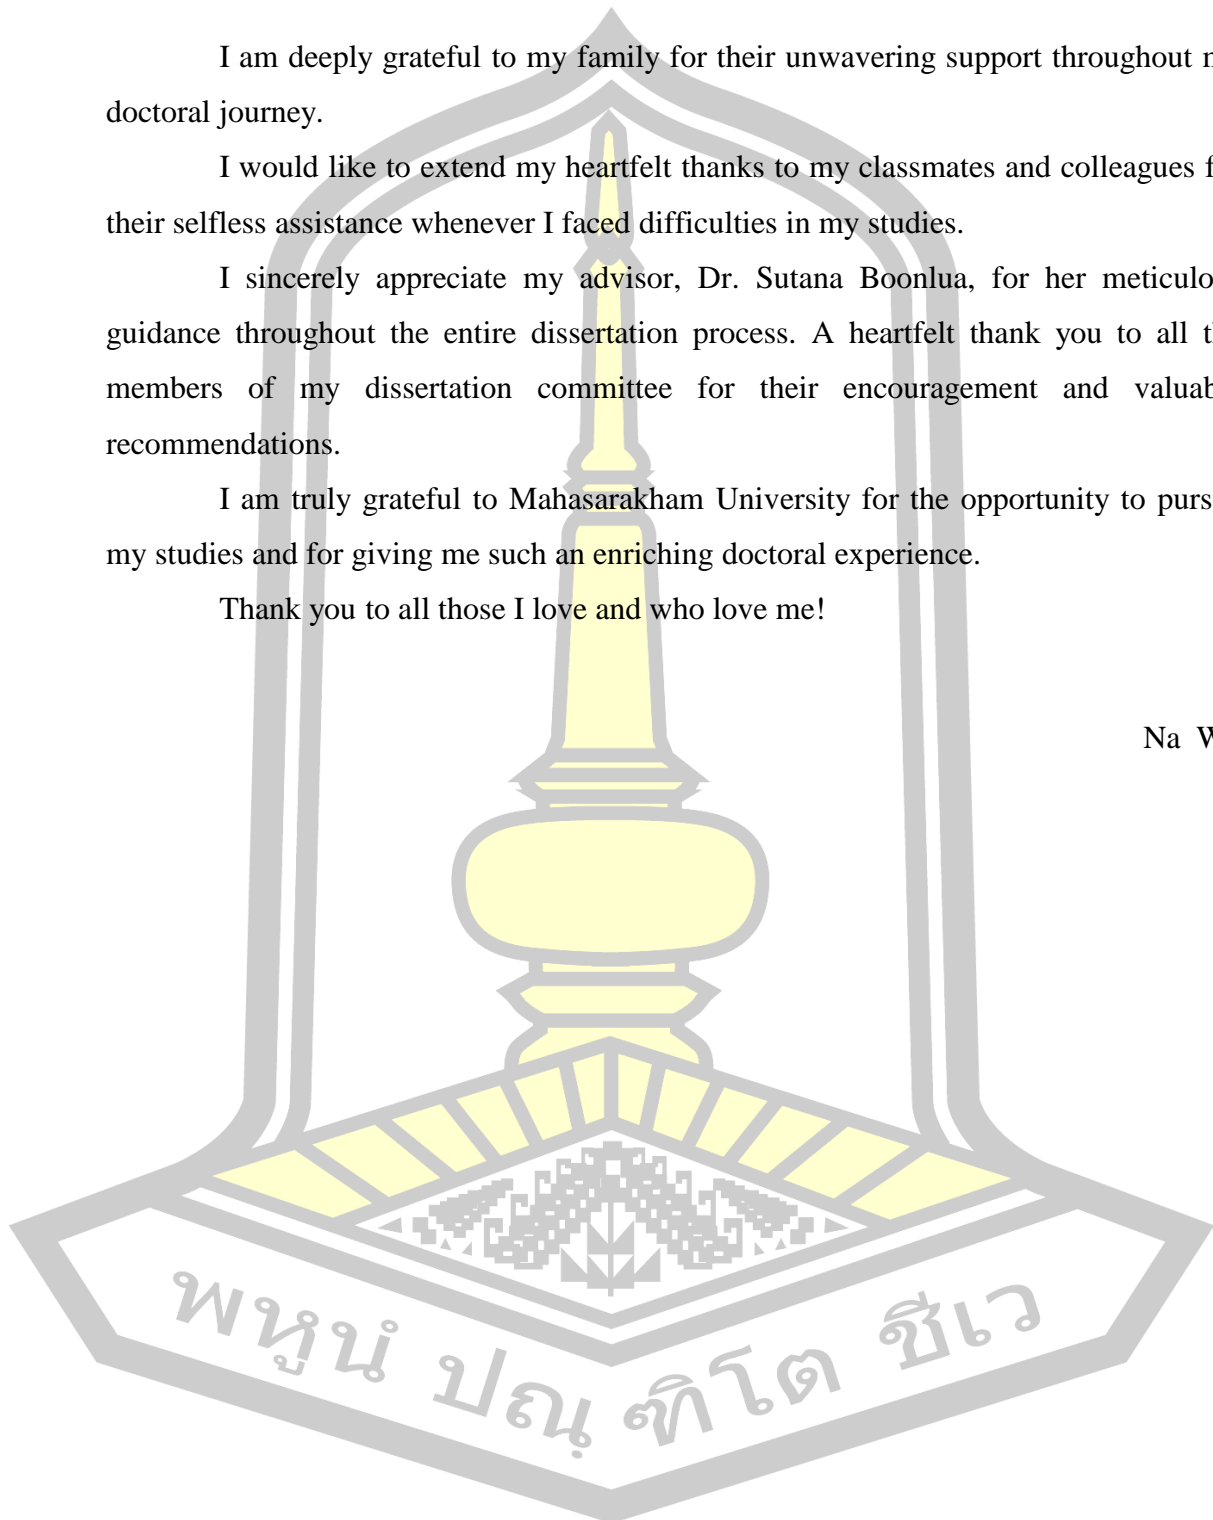 I am deeply grateful to my family for their unwavering support throughout
doctoral journey.
I would like to extend my heartfelt thanks to my classmates and colleagues
their selfless assistance whenever I faced difficulties in my studies.
I sincerely appreciate my advisor, Dr. Sutana Boonlua, for her meticulo
guidance throughout the entire dissertation process. A heartfelt thank you to all
members of my dissertation committee for their encouragement and valuab
recommendations.
I am truly grateful to Mahasarakham University for the opportunity to purs
my studies and for giving me such an enriching doctoral experience.
Thank you to all those I love and who love me!
Na
พหูนํ ปณฺ ฑิโต ชีเว